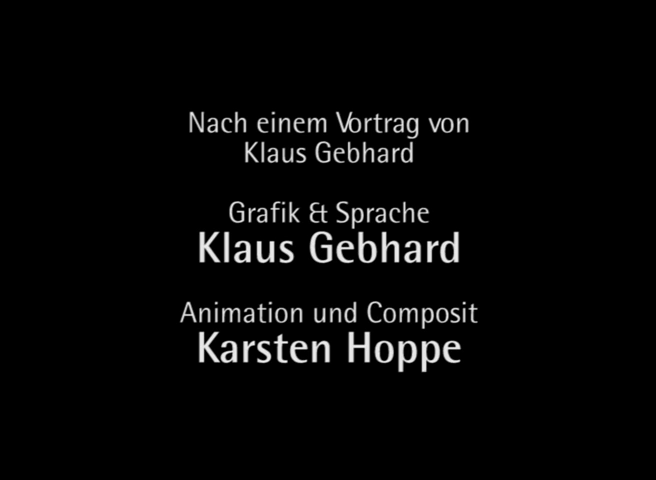 Nach einem Vortrag von
Klaus Gebhard
Grafik & Sprache
Klaus Gebhard
Animation und Composit
Karsten Hoppe